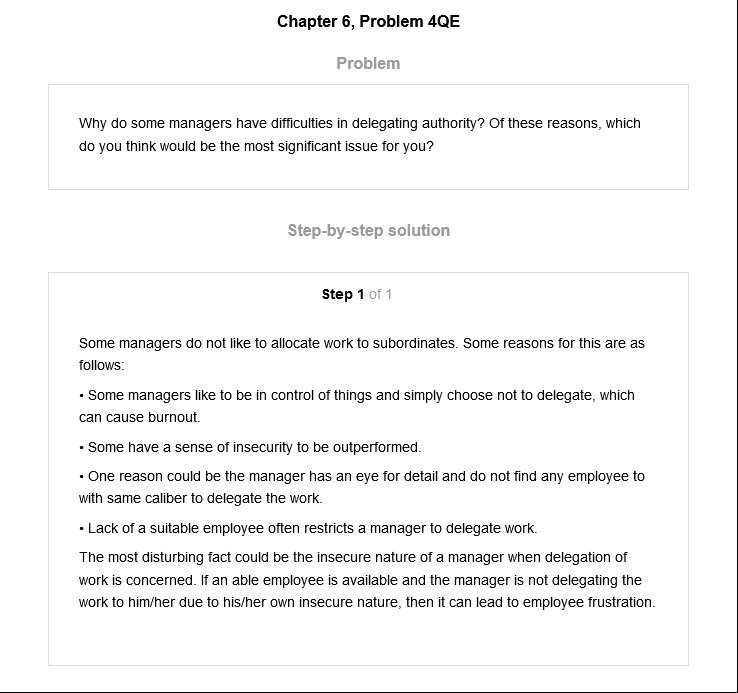 Chapter 6, Problem 4QE
Problem
Why do some managers have difficulties in delegating authority? Of these reasons, which
do you think would be the most significant issue for you?
Step-by-step solution
Step 1 of 1
Some managers do not like to allocate work to subordinates. Some reasons for this are as
follows:
• Some managers like to be in control of things and simply choose not to delegate, which
can cause burnout.
• Some have a sense of insecurity to be outperformed.
• One reason could be the manager has an eye for detail and do not find any employee to
with same caliber to delegate the work.
• Lack of a suitable employee often restricts a manager to delegate work.
The most disturbing fact could be the insecure nature of a manager when delegation of
work is concerned. If an able employee is available and the manager is not delegating the
work to him/her due to his/her own insecure nature, then it can lead to employee frustration.